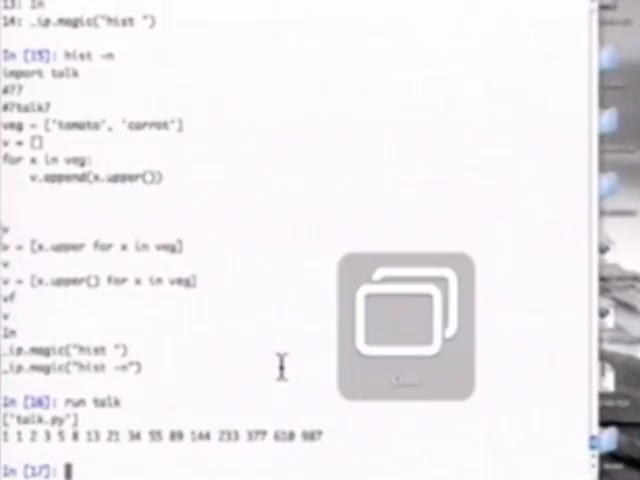 13: In
14: _ip.magic("hist ")
In [15]: hist -n
import talk
#??
#?talk?
veg = ["tomato", 'carrot"]
v = []
for x in veg:
    v.append(x.upper())
v
v = [x.upper for x in veg]
v
v = [x.upper() for x in veg]
vf
v
In
_ip.magic("hist ")
_ip.magic("hist -n")
In [16]: run talk
["talk.py"]
1 1 2 3 5 8 13 21 34 55 89 144 233 377 610 987
In [17]: